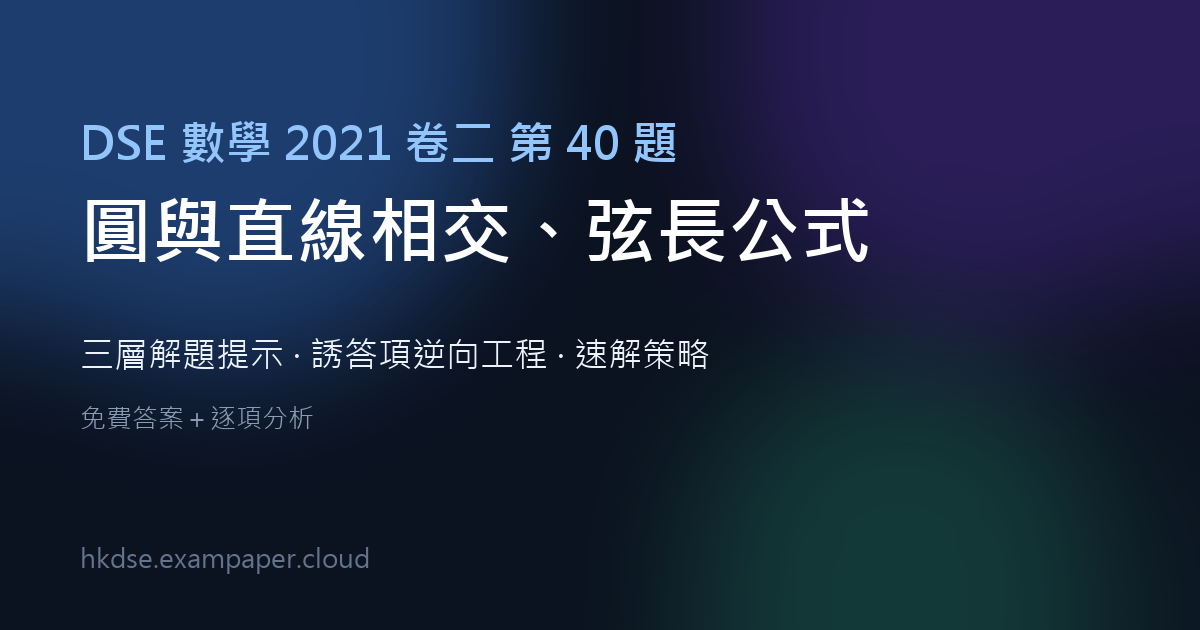 DSE 數學 2021 卷二 第 40 題
圓與直線相交、弦長公式
三層解題提示 · 誘答項逆向工程 · 速解策略
免費答案 + 逐項分析
hkdse.exampaper.cloud